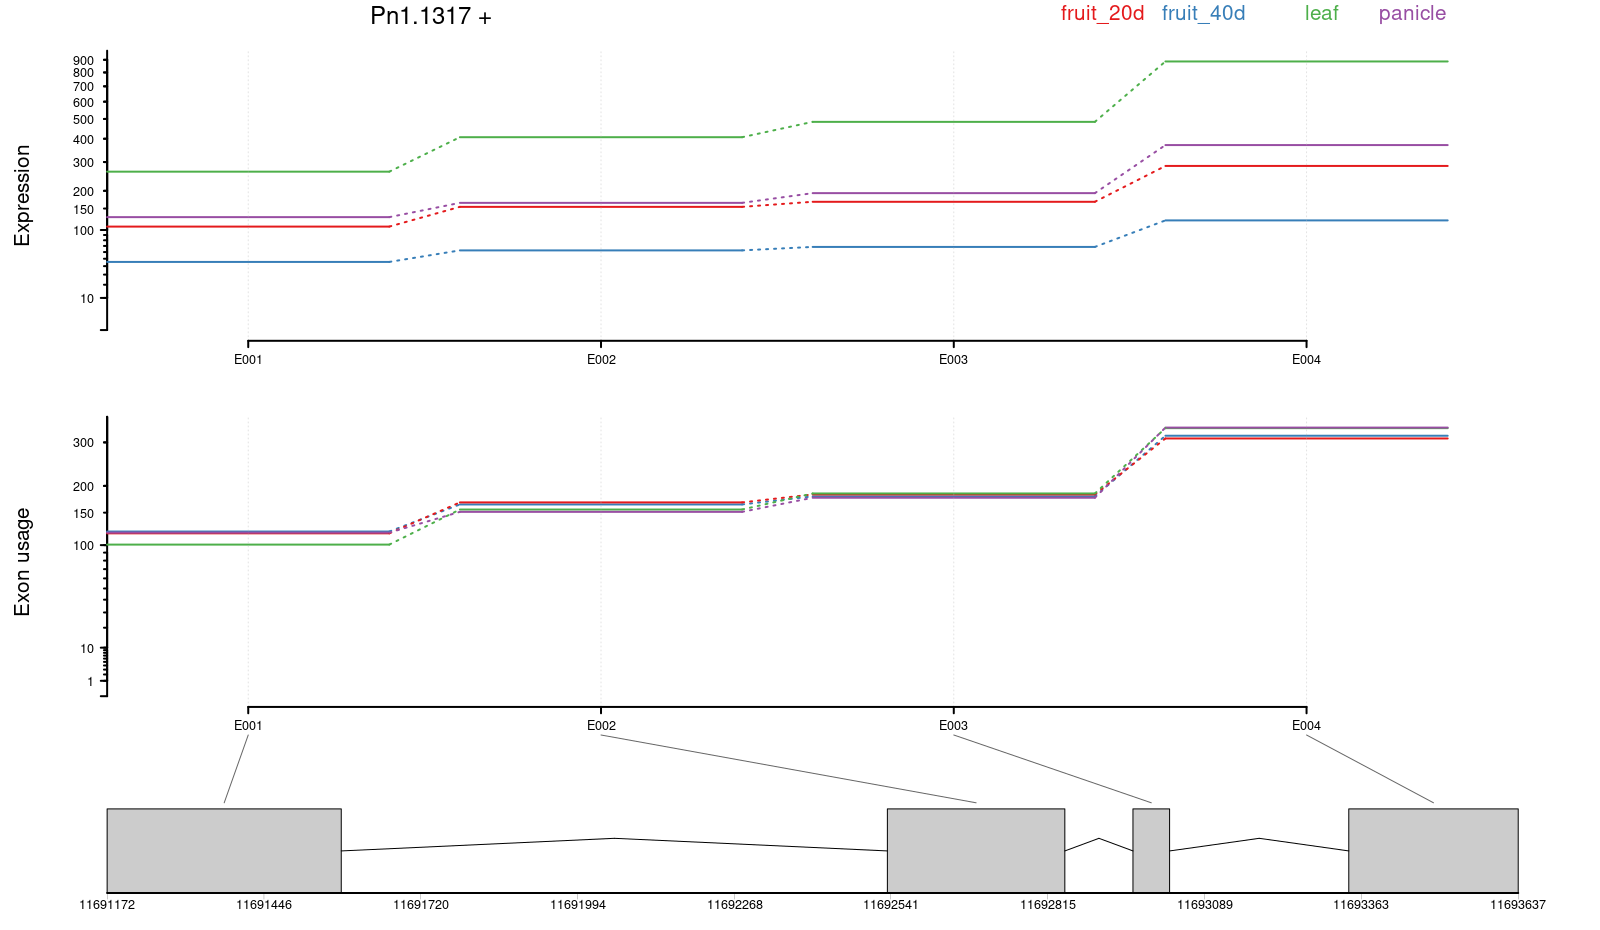 Pn1.1317 +
fruit_20d fruit_40d leaf panicle
Expression
900
800
700
600
500
400
300
200
150
100
10
E001 E002 E003 E004
Exon usage
300
200
150
100
10
1
E001 E002 E003 E004
11691172 11691446 11691720 11691994 11692268 11692541 11692815 11693089 11693363 11693637